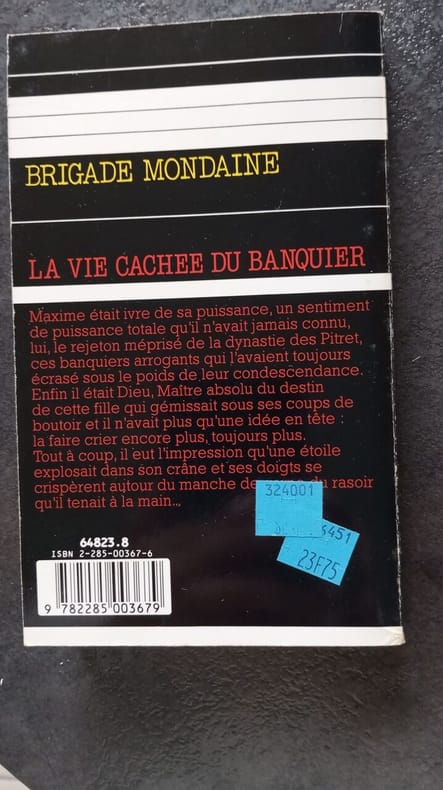 BRIGADE MONDAINE
LA VIE CACHEE DU BANQUIER
Maxime était ivre de sa puissance, un sentiment
de puissance totale qu'il n'avait jamais connu,
lui, le rejeton méprisé de la dynastie des Pitret,
ces banquiers arrogants qui l'avaient toujours
écrasé sous le poids de leur condescendance.
Enfin il était Dieu, Maître absolu du destin
de cette fille qui gémissait sous ses coups de
boutoir et il n'avait plus qu'une idée en tête :
la faire crier encore plus, toujours plus.
Tout à coup, il eut l'impression qu'une étoile
explosait dans son crâne et ses doigts se
crispèrent autour du manche de du rasoir
qu'il tenait à la main...
324001
6451
23F75
64823.8
ISBN 2-285-00367-6
9 782285 003679